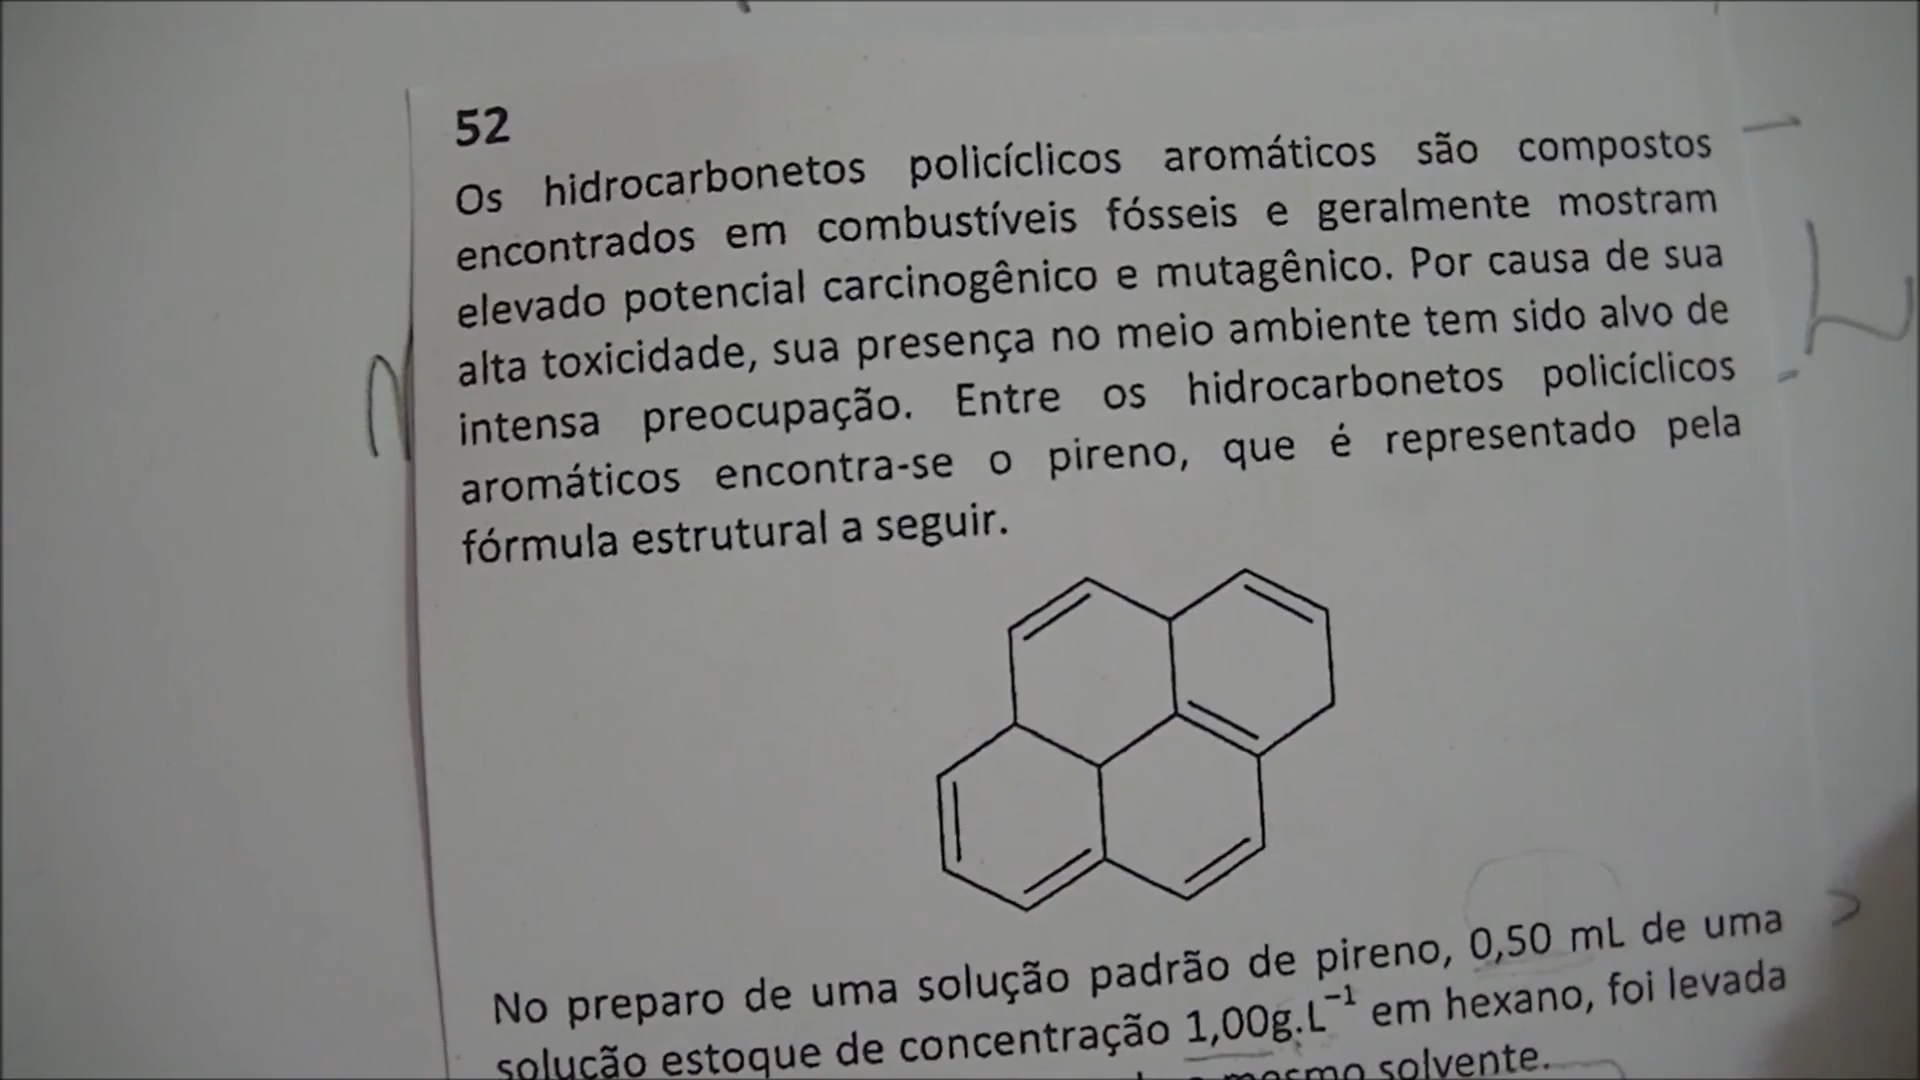 52
Os hidrocarbonetos policíclicos aromáticos são compostos
encontrados em combustíveis fósseis e geralmente mostram
elevado potencial carcinogênico e mutagênico. Por causa de sua
alta toxicidade, sua presença no meio ambiente tem sido alvo de
intensa preocupação. Entre os hidrocarbonetos policíclicos
aromáticos encontra-se o pireno, que é representado pela
fórmula estrutural a seguir.
No preparo de uma solução padrão de pireno, 0,50 mL de uma
solução estoque de concentração 1,00g.L⁻¹ em hexano, foi levada
mesmo solvente.